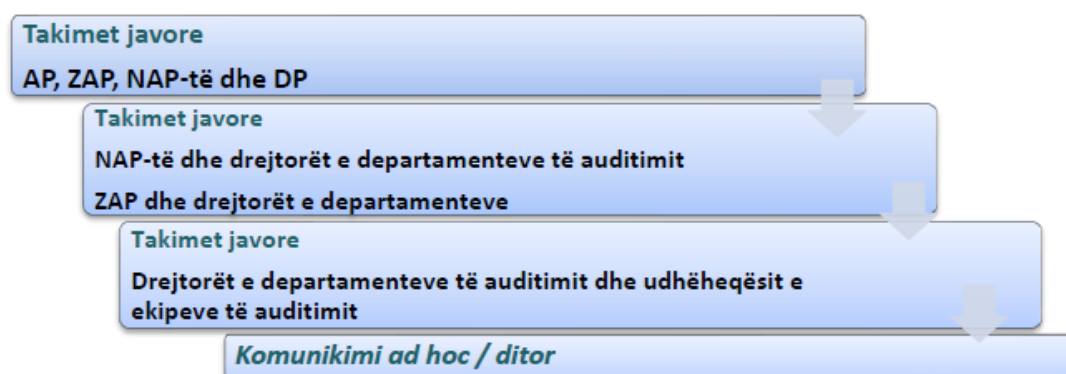 Takimet javore
AP, ZAP, NAP-të dhe DP
Takimet javore
NAP-të dhe drejtorët e departamenteve të auditimit
ZAP dhe drejtorët e departamenteve
Takimet javore
Drejtorët e departamenteve të auditimit dhe udhëheqësit e
ekipeve të auditimit
Komunikimi ad hoc / ditor